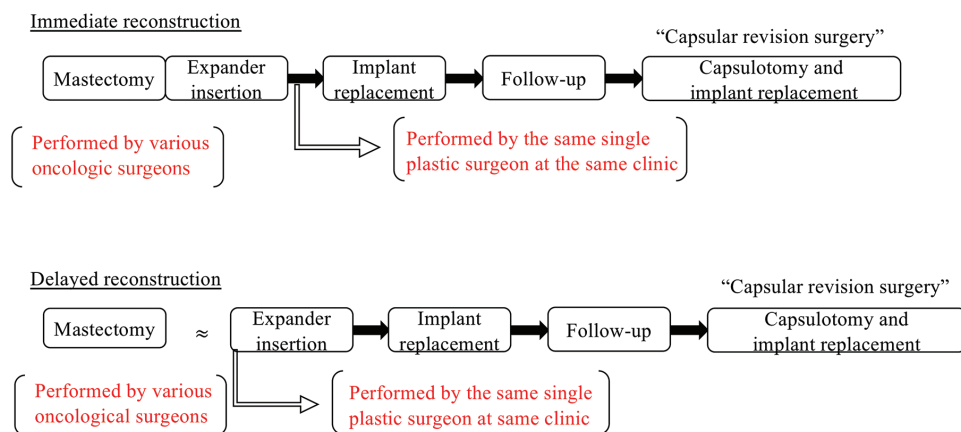 Immediate reconstruction
“Capsular revision surgery”
Mastectomy
Expander
insertion
Implant
replacement
Follow-up
Capsulotomy and
implant replacement
Performed by various
oncologic surgeons
Performed by the same single
plastic surgeon at the same clinic
Delayed reconstruction
“Capsular revision surgery”
Mastectomy
≈
Expander
insertion
Implant
replacement
Follow-up
Capsulotomy and
implant replacement
Performed by various
oncological surgeons
Performed by the same single
plastic surgeon at same clinic